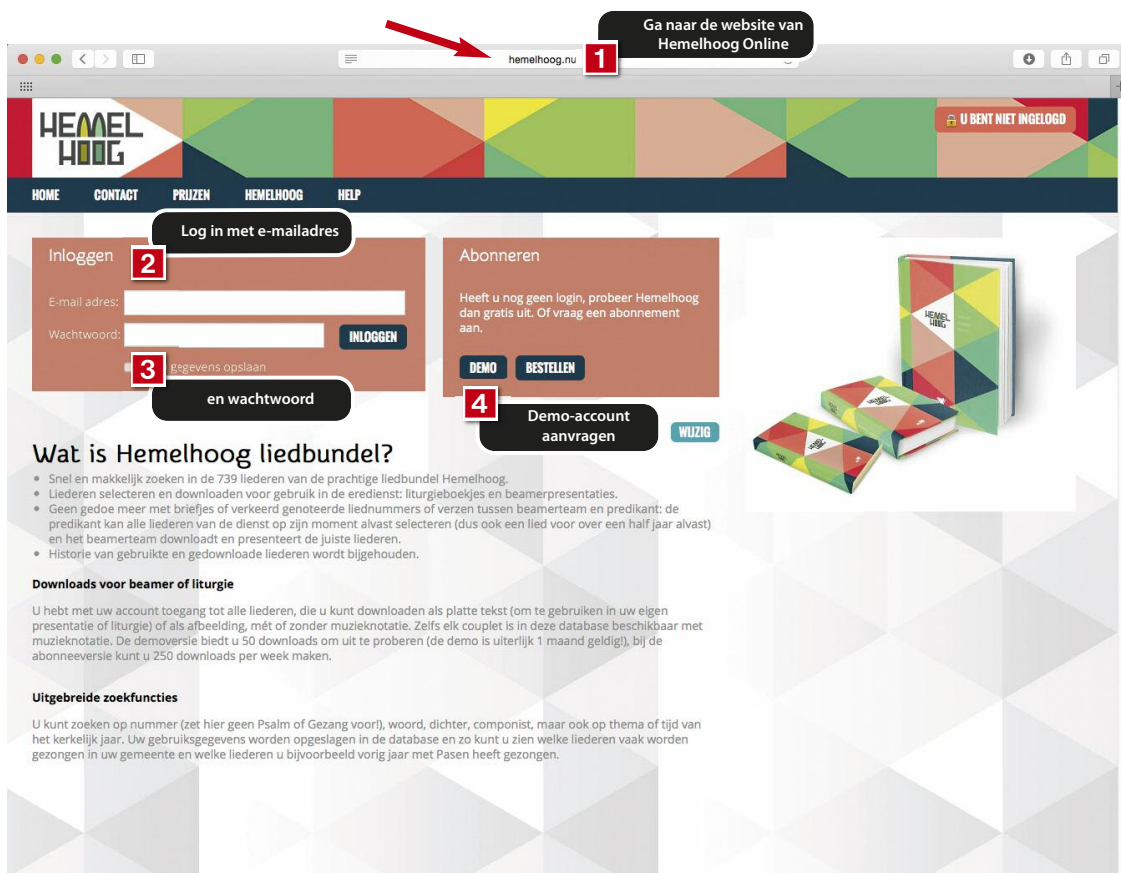 Ga naar de website van
Hemelhoog Online
hemelhoog.nu
1
HEMEL
HOOG
U BENT NIET INGELOGD
HOME CONTACT PRIJZEN HEMELHOOG HELP
Log in met e-mailadres
2
Inloggen
E-mail adres:
Wachtwoord:
INLOGGEN
3
gegevens opslaan
en wachtwoord
Abonneren
Heeft u nog geen login, probeer Hemelhoog
dan gratis uit. Of vraag een abonnement
aan.
DEMO BESTELLEN
4
Demo-account
aanvragen
WIJZIG
HEMEL
HOOG
Wat is Hemelhoog liedbundel?
• Snel en makkelijk zoeken in de 739 liederen van de prachtige liedbundel Hemelhoog.
• Liederen selecteren en downloaden voor gebruik in de eredienst: liturgieboekjes en beamerpresentaties.
• Geen gedoe meer met briefjes of verkeerd genoteerde liednummers of verzen tussen beamerteam en predikant: de
predikant kan alle liederen van de dienst op zijn moment alvast selecteren (dus ook een lied voor over een half jaar alvast)
en het beamerteam downloadt en presenteert de juiste liederen.
• Historie van gebruikte en gedownloade liederen wordt bijgehouden.
Downloads voor beamer of liturgie
U hebt met uw account toegang tot alle liederen, die u kunt downloaden als platte tekst (om te gebruiken in uw eigen
presentatie of liturgie) of als afbeelding, mét of zonder muzieknotatie. Zelfs elk couplet is in deze database beschikbaar met
muzieknotatie. De demoversie biedt u 50 downloads om uit te proberen (de demo is uiterlijk 1 maand geldig!), bij de
abonneeversie kunt u 250 downloads per week maken.
Uitgebreide zoekfuncties
U kunt zoeken op nummer (zet hier geen Psalm of Gezang voor!), woord, dichter, componist, maar ook op thema of tijd van
het kerkelijk jaar. Uw gebruiksgegevens worden opgeslagen in de database en zo kunt u zien welke liederen vaak worden
gezongen in uw gemeente en welke liederen u bijvoorbeeld vorig jaar met Pasen heeft gezongen.